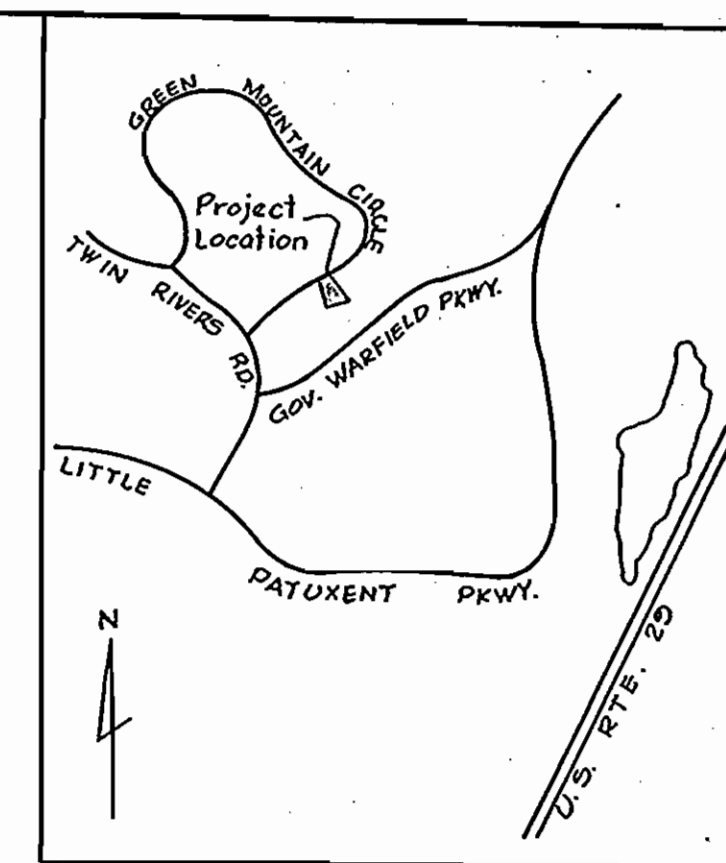 GREEN MOUNTAIN CIRCLE
Project
Location
TWIN RIVERS RD.
GOV. WARFIELD PKWY.
LITTLE PATUXENT PKWY.
N
U.S. RTE. 29